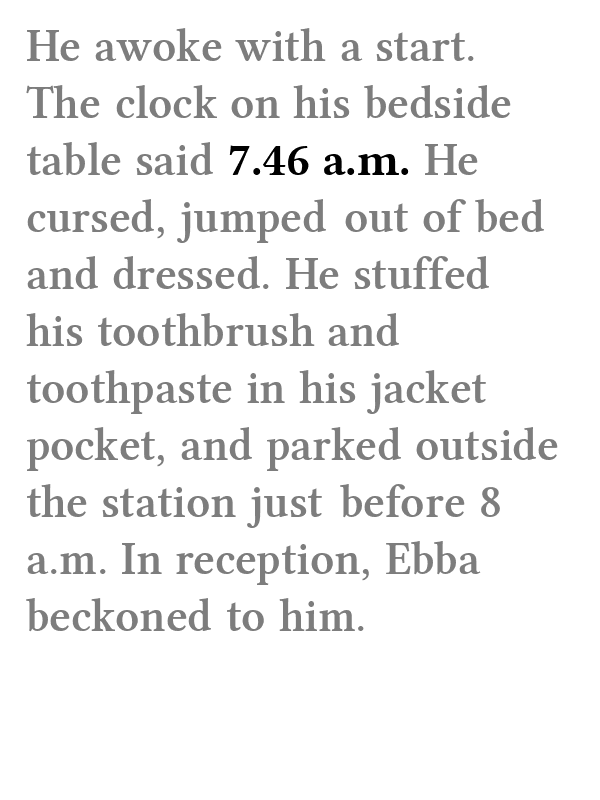 He awoke with a start.
The clock on his bedside
table said 7.46 a.m. He
cursed, jumped out of bed
and dressed. He stuffed
his toothbrush and
toothpaste in his jacket
pocket, and parked outside
the station just before 8
a.m. In reception, Ebba
beckoned to him.